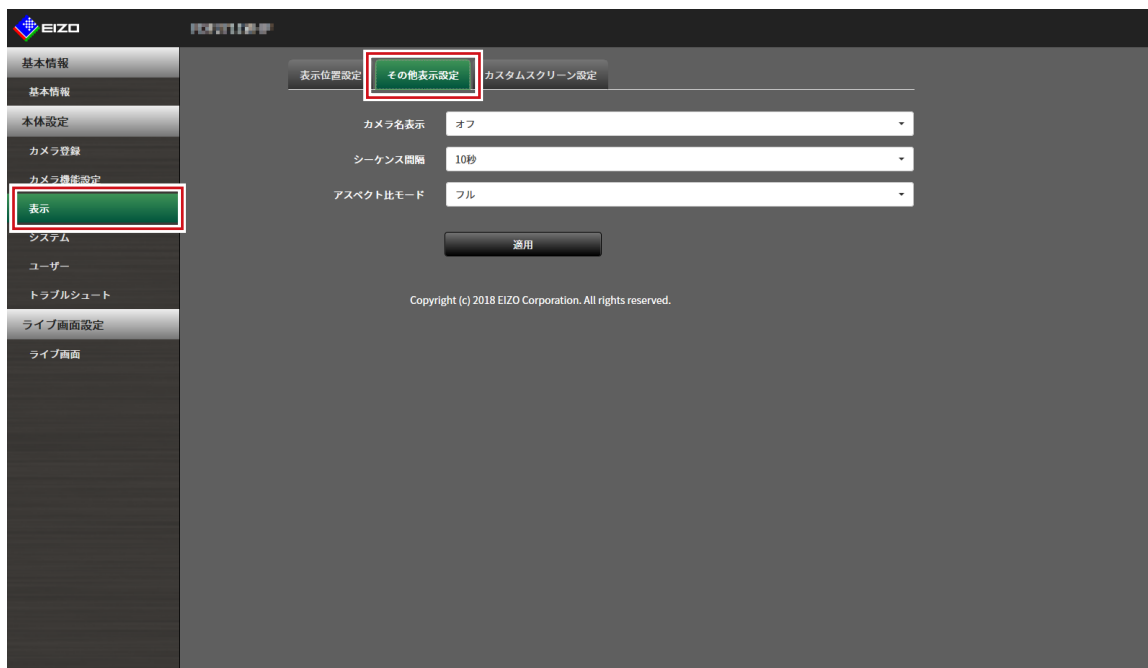 EIZO
基本情報
基本情報
本体設定
カメラ登録
カメラ機能設定
表示
システム
ユーザー
トラブルシュート
ライブ画面設定
ライブ画面
表示位置設定 その他表示設定 カスタムスクリーン設定
カメラ名表示 オフ
シーケンス間隔 10秒
アスペクト比モード フル
適用
Copyright (c) 2018 EIZO Corporation. All rights reserved.